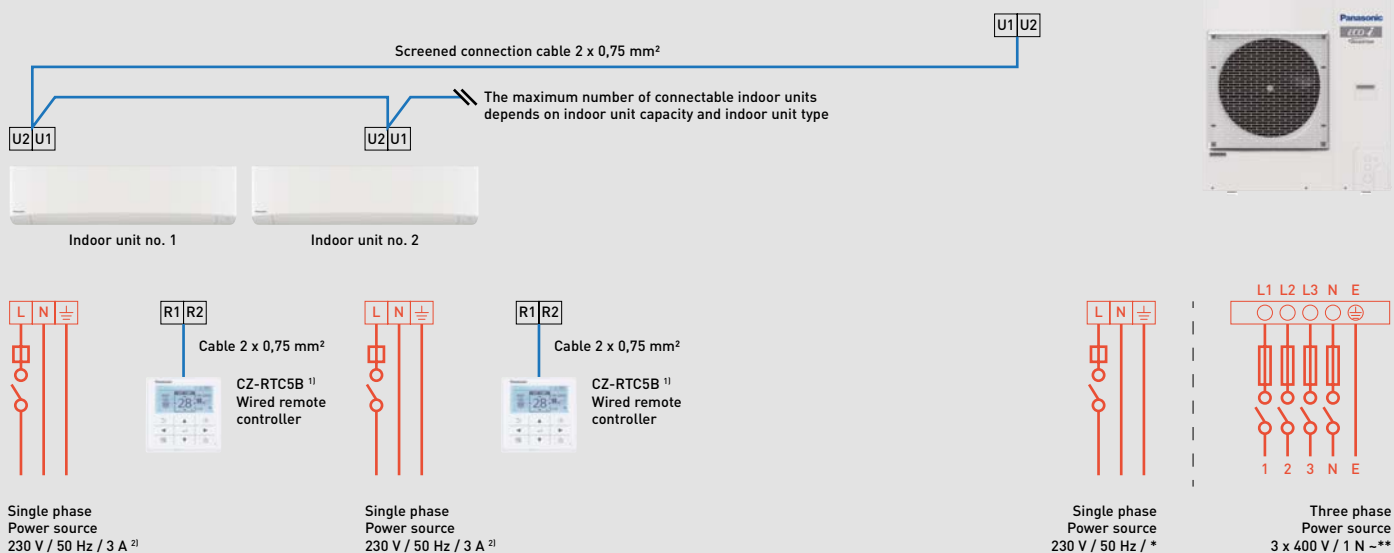 U1 U2
Panasonic
ECO i
Screened connection cable 2 x 0,75 mm²
The maximum number of connectable indoor units
depends on indoor unit capacity and indoor unit type
U2 U1
U2 U1
Indoor unit no. 1
Indoor unit no. 2
L N
R1 R2
L N
R1 R2
L N
L1 L2 L3 N E
Cable 2 x 0,75 mm²
Cable 2 x 0,75 mm²
CZ-RTC5B ¹⁾
Wired remote
controller
28
CZ-RTC5B ¹⁾
Wired remote
controller
28
1 2 3 N E
Single phase
Power source
230 V / 50 Hz / 3 A ²⁾
Single phase
Power source
230 V / 50 Hz / 3 A ²⁾
Single phase
Power source
230 V / 50 Hz / *
Three phase
Power source
3 x 400 V / 1 N ~**